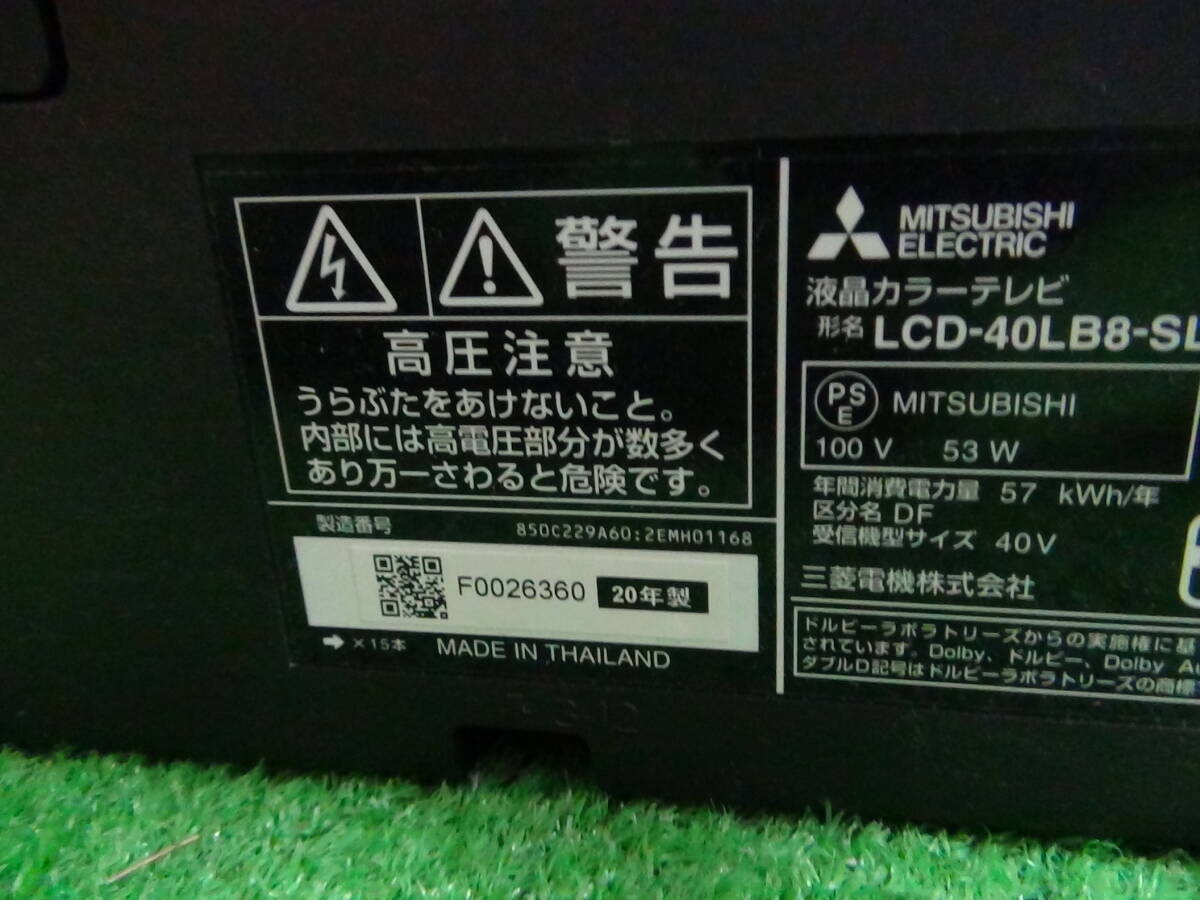 警告
高圧注意
うらぶたをあけないこと。
内部には高電圧部分が数多く
あり万一さわると危険です。
製造番号 850C229A60:2EMH01168
F0026360 20年製
×15本 MADE IN THAILAND
MITSUBISHI
ELECTRIC
液晶カラーテレビ
形名 LCD-40LB8-SL
PS
E
MITSUBISHI
100 V 53 W
年間消費電力量 57 kWh/年
区分名 DF
受信機型サイズ 40V
三菱電機株式会社
ドルビーラボラトリーズからの実施権に基
されています。Dolby、ドルビー、Dolby Au
ダブルD記号はドルビーラボラトリーズの商標